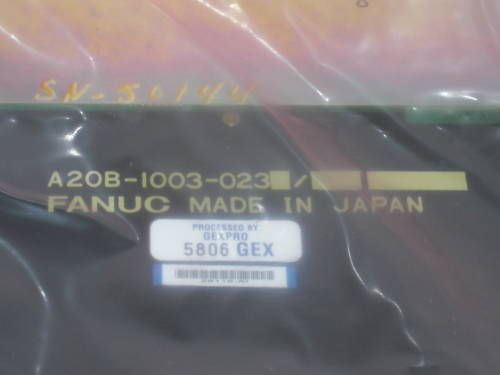 SN-50144
A20B-1003-023 /
FANUC MADE IN JAPAN
PROCESSED BY
GEXPRO
5806 GEX